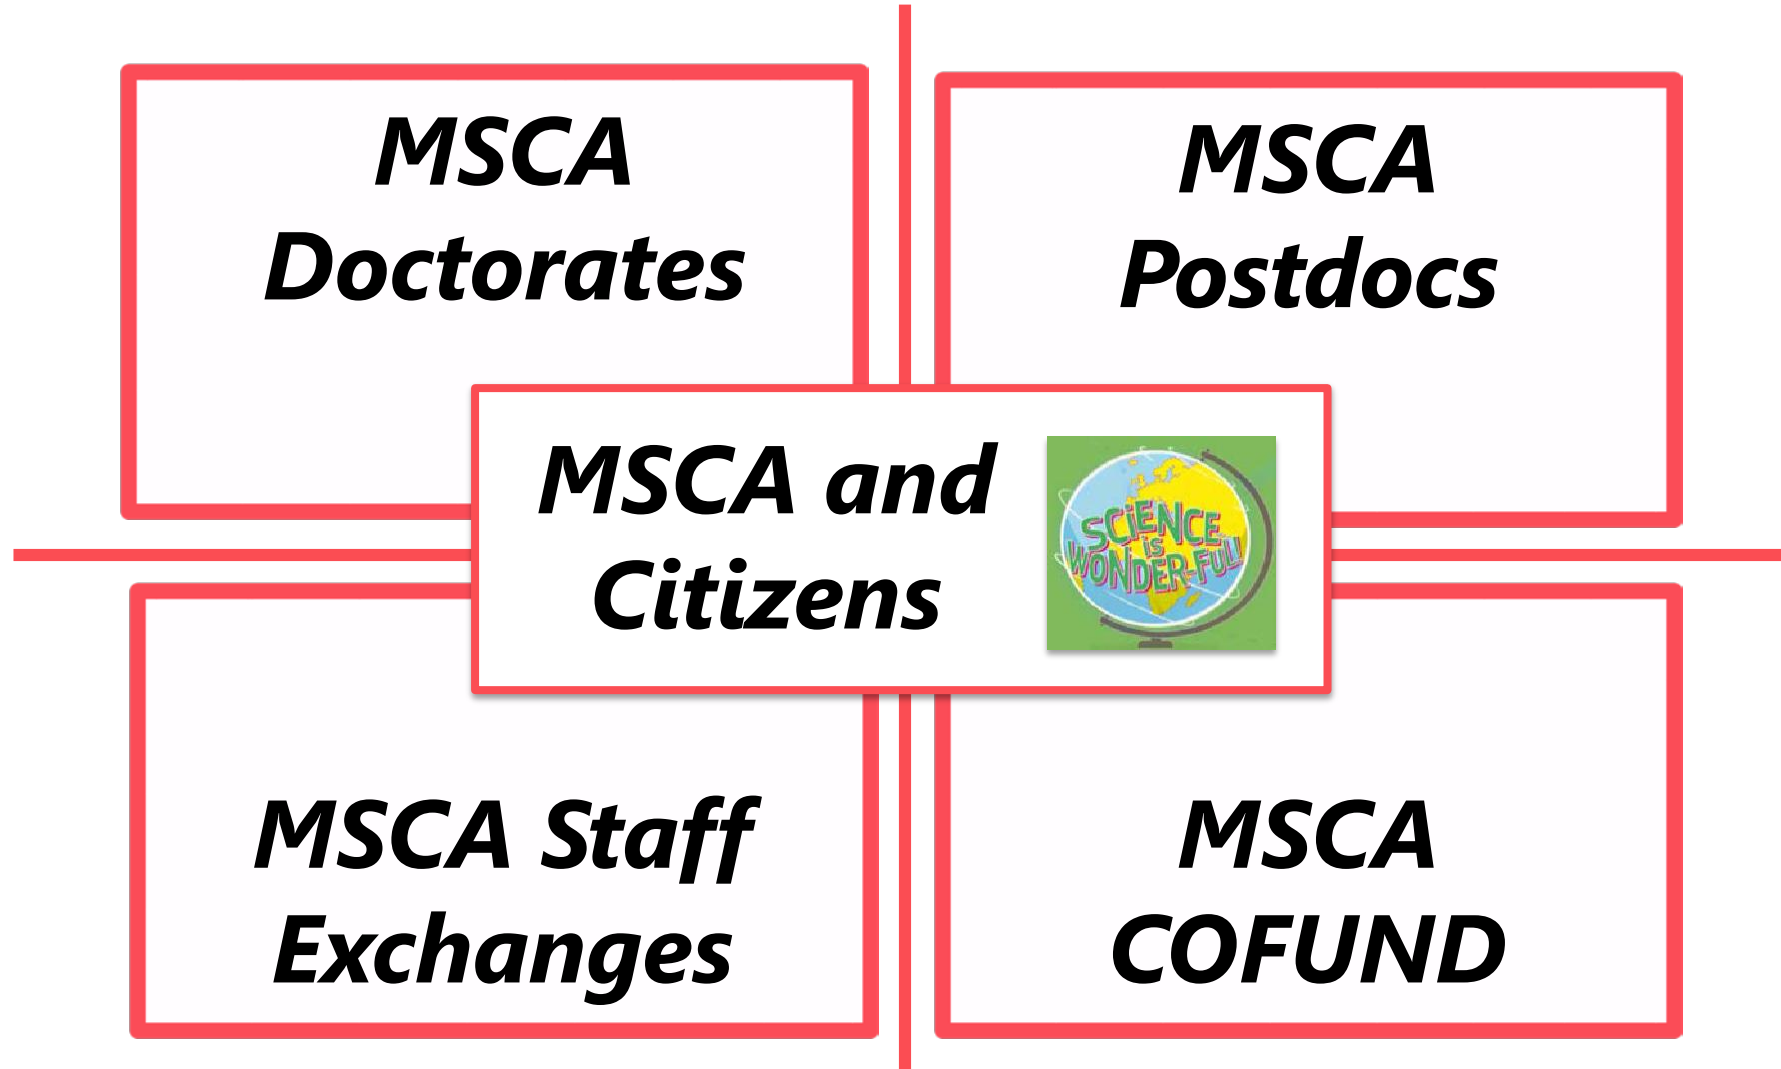 MSCA
Doctorates
MSCA
Postdocs
MSCA and
Citizens
SCiENCE
iS
WONDER-FUL!
MSCA Staff
Exchanges
MSCA
COFUND